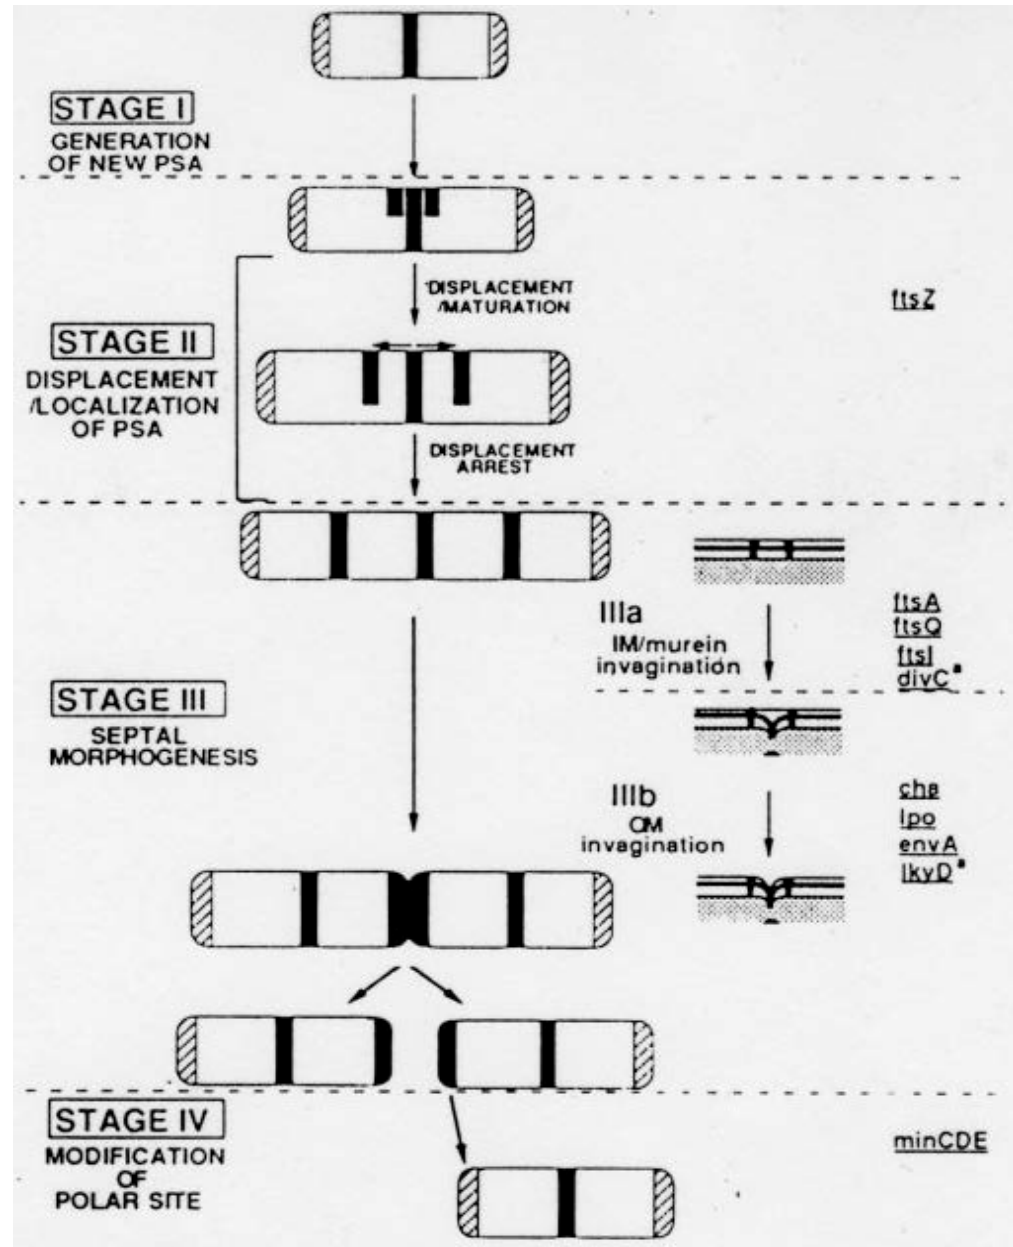 STAGE I
GENERATION
OF NEW PSA
DISPLACEMENT
/MATURATION
ftsZ
STAGE II
DISPLACEMENT
/LOCALIZATION
OF PSA
DISPLACEMENT
ARREST
IIIa
IM/murein
invagination
ftsA
ftsQ
ftsI
divC a
STAGE III
SEPTAL
MORPHOGENESIS
IIIb
OM
invagination
cha
lpo
envA
lkyD a
STAGE IV
MODIFICATION
OF
POLAR SITE
minCDE